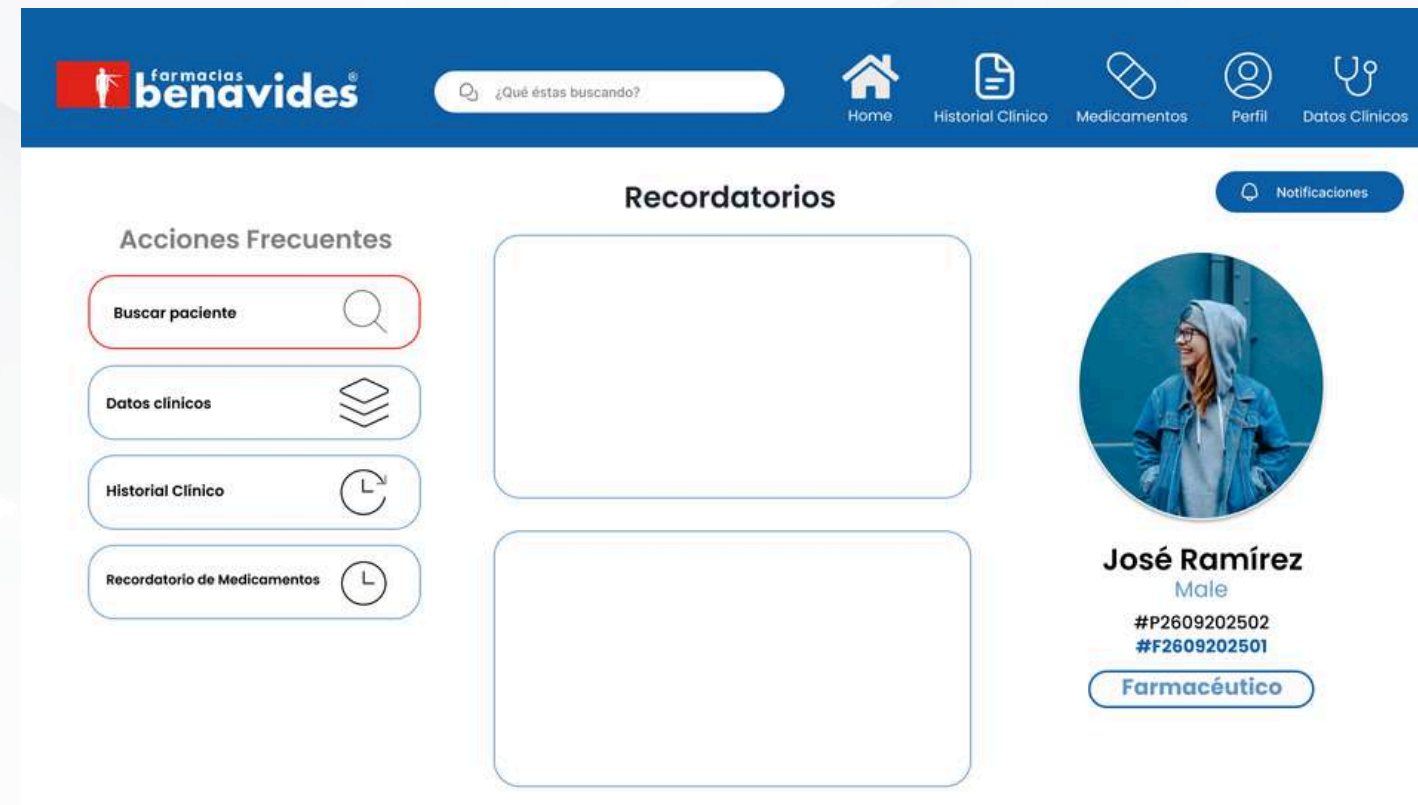 farmacias
benavides®
¿Qué éstas buscando?
Home
Historial Clínico
Medicamentos
Perfil
Datos Clínicos
Recordatorios
Notificaciones
Acciones Frecuentes
Buscar paciente
Datos clínicos
Historial Clínico
Recordatorio de Medicamentos
José Ramírez
Male
#P2609202502
#F2609202501
Farmacéutico